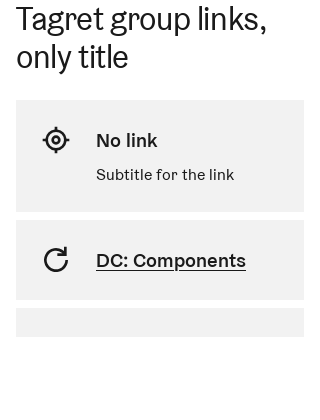 Tagret group links,
only title
No link
Subtitle for the link
DC: Components